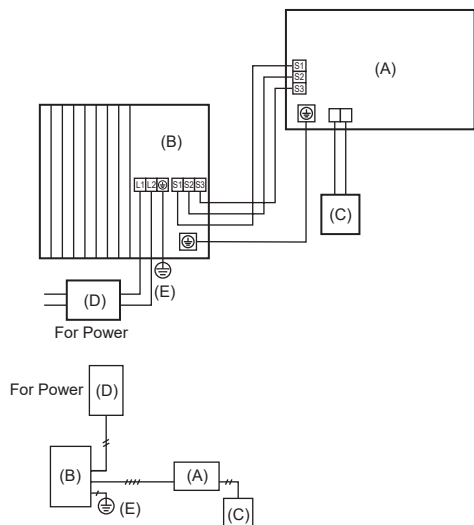 S1
S2
S3
(A)
(B)
L1 L2 S1 S2 S3
(C)
(D)
(E)
For Power
For Power (D)
(B)
(A)
(E)
(C)